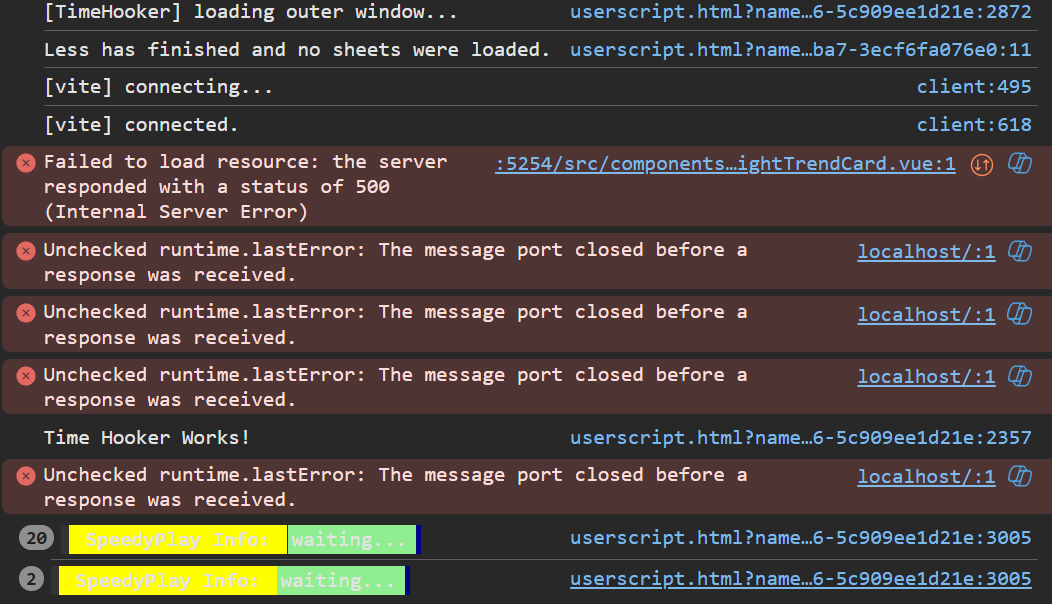 [TimeHooker] loading outer window... userscript.html?name…6-5c909ee1d21e:2872
Less has finished and no sheets were loaded. userscript.html?name…ba7-3ecf6fa076e0:11
[vite] connecting... client:495
[vite] connected. client:618
Failed to load resource: the server :5254/src/components…ightTrendCard.vue:1
responded with a status of 500
(Internal Server Error)
Unchecked runtime.lastError: The message port closed before a localhost/:1
response was received.
Unchecked runtime.lastError: The message port closed before a localhost/:1
response was received.
Unchecked runtime.lastError: The message port closed before a localhost/:1
response was received.
Time Hooker Works! userscript.html?name…6-5c909ee1d21e:2357
Unchecked runtime.lastError: The message port closed before a localhost/:1
response was received.
20 SpeedyPlay Info: waiting... userscript.html?name…6-5c909ee1d21e:3005
2 SpeedyPlay Info: waiting... userscript.html?name…6-5c909ee1d21e:3005